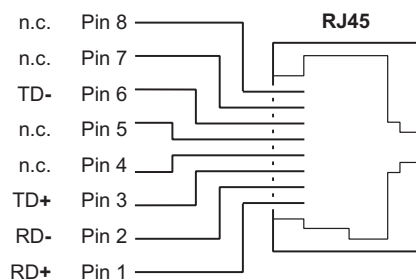 RJ45
n.c. Pin 8
n.c. Pin 7
TD- Pin 6
n.c. Pin 5
n.c. Pin 4
TD+ Pin 3
RD- Pin 2
RD+ Pin 1